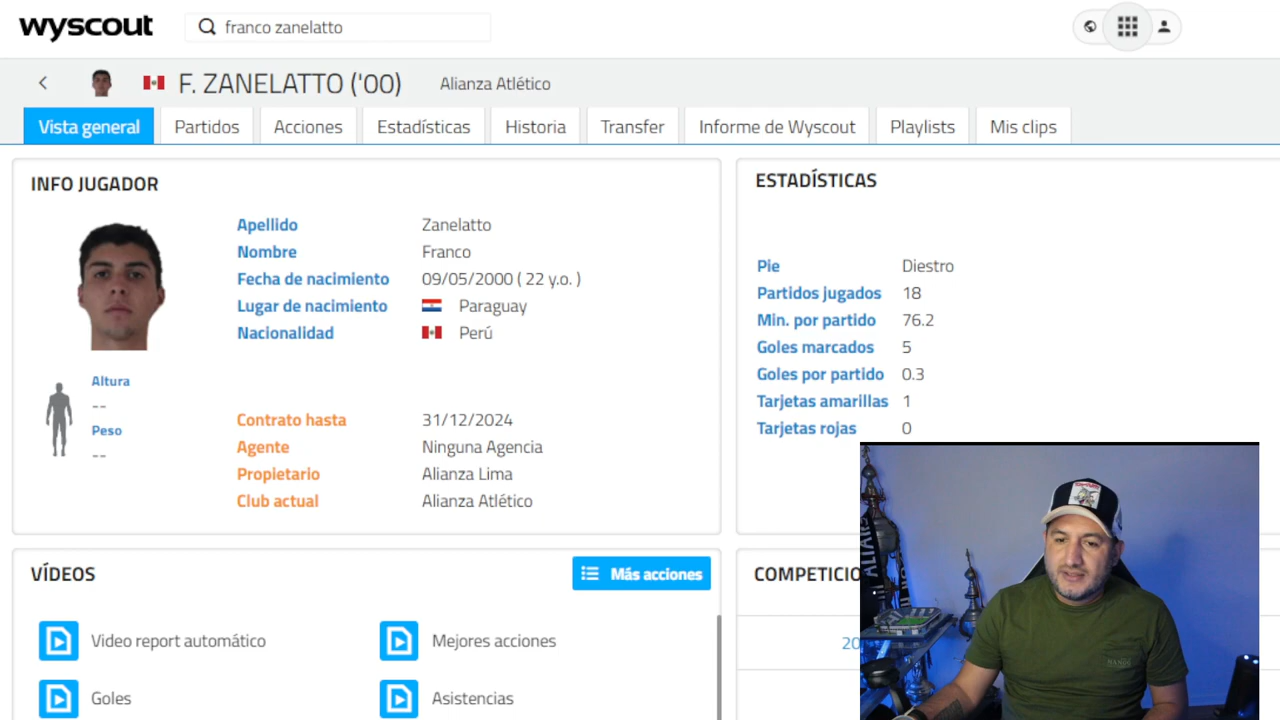 wyscout
franco zanelatto
F. ZANELATTO ('00)
Alianza Atlético
Vista general
Partidos
Acciones
Estadísticas
Historia
Transfer
Informe de Wyscout
Playlists
Mis clips
INFO JUGADOR
Apellido Zanelatto
Nombre Franco
Fecha de nacimiento 09/05/2000 ( 22 y.o. )
Lugar de nacimiento Paraguay
Nacionalidad Perú
Altura
--
Peso
--
Contrato hasta 31/12/2024
Agente Ninguna Agencia
Propietario Alianza Lima
Club actual Alianza Atlético
ESTADÍSTICAS
Pie Diestro
Partidos jugados 18
Min. por partido 76.2
Goles marcados 5
Goles por partido 0.3
Tarjetas amarillas 1
Tarjetas rojas 0
VÍDEOS
Más acciones
Video report automático
Mejores acciones
Goles
Asistencias
COMPETICIO
20